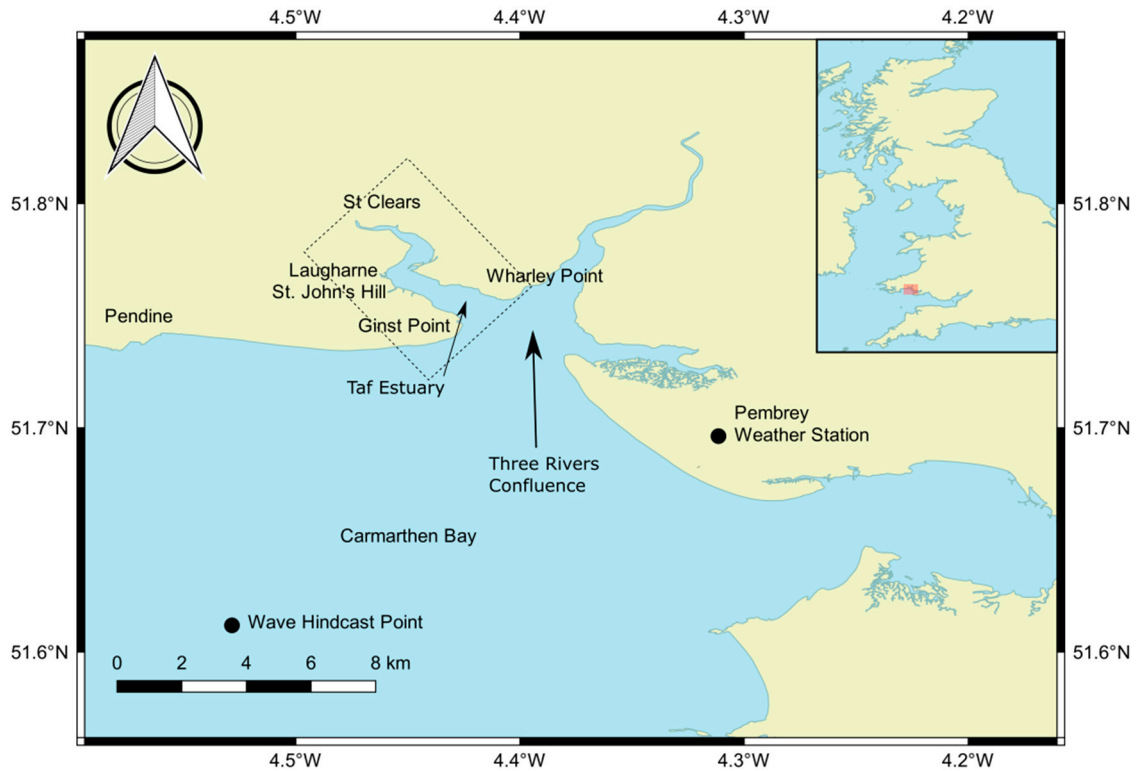 4.5°W 4.4°W 4.3°W 4.2°W
51.8°N 51.8°N
St Clears
Laugharne
St. John's Hill
Wharley Point
Pendine
Ginst Point
Taf Estuary
51.7°N 51.7°N
Pembrey
Weather Station
Three Rivers
Confluence
Carmarthen Bay
Wave Hindcast Point
51.6°N 51.6°N
0 2 4 6 8 km
4.5°W 4.4°W 4.3°W 4.2°W